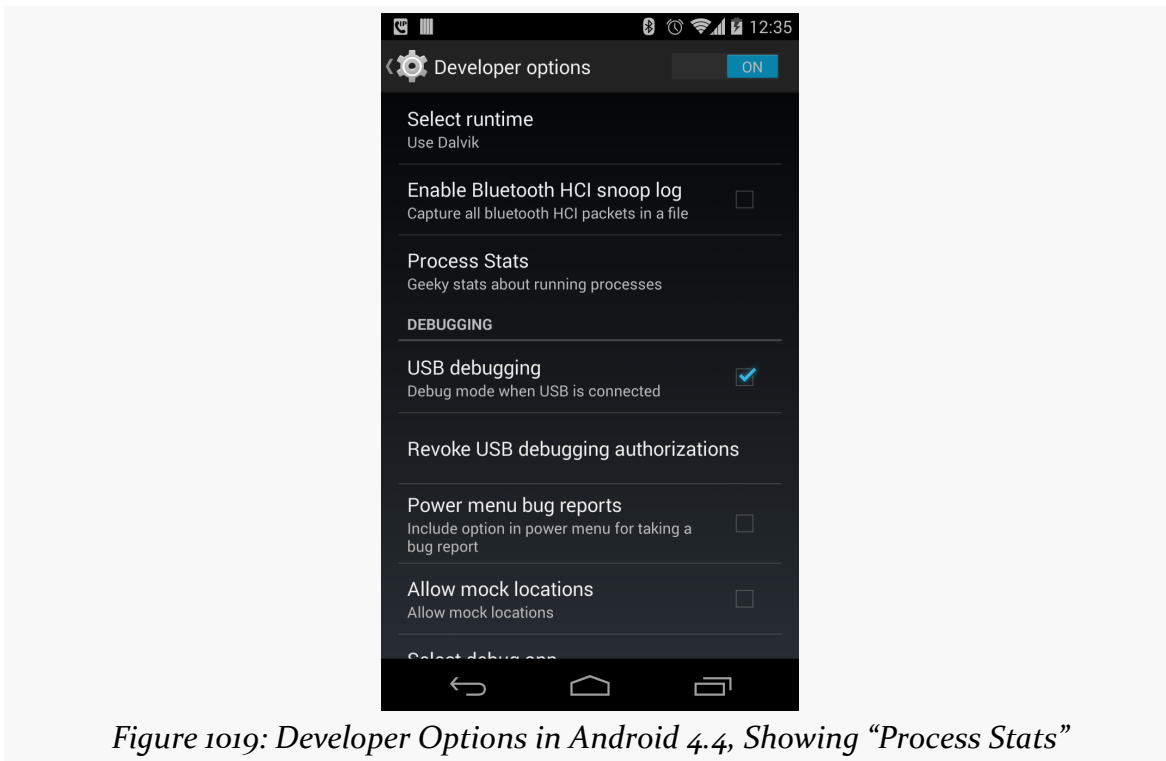 12:35
Developer options
ON
Select runtime
Use Dalvik
Enable Bluetooth HCI snoop log
Capture all bluetooth HCI packets in a file
Process Stats
Geeky stats about running processes
DEBUGGING
USB debugging
Debug mode when USB is connected
Revoke USB debugging authorizations
Power menu bug reports
Include option in power menu for taking a
bug report
Allow mock locations
Allow mock locations
Select debug app
Figure 1019: Developer Options in Android 4.4, Showing “Process Stats”